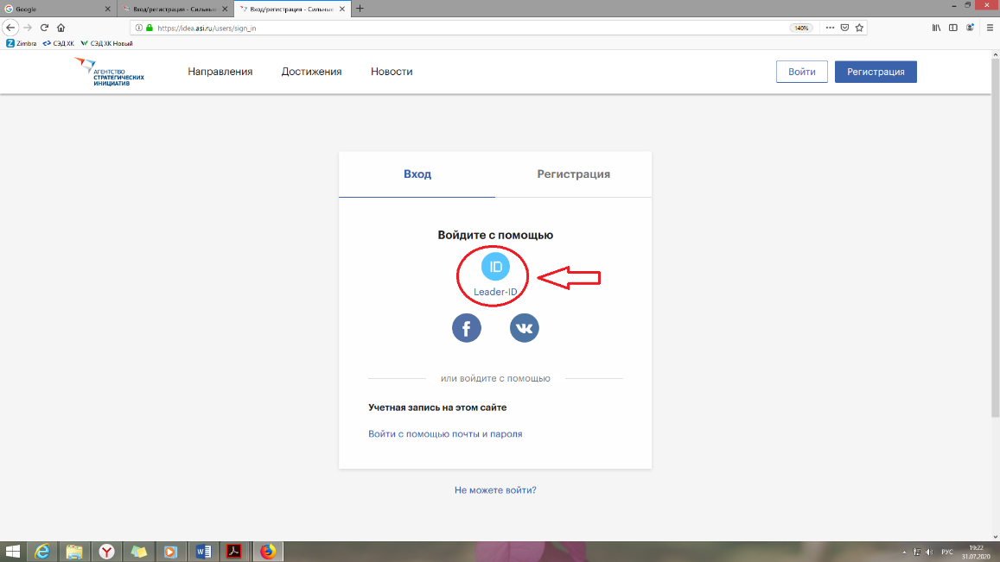 Google
Вход/регистрация - Сильные
Вход/регистрация - Сильные
https://idea.asi.ru/users/sign_in
140%
Zimbra
СЭД ХК
СЭД ХК Новый
АГЕНТСТВО
СТРАТЕГИЧЕСКИХ
ИНИЦИАТИВ
Направления
Достижения
Новости
Войти
Регистрация
Вход
Регистрация
Войдите с помощью
ID
Leader-ID
f
или войдите с помощью
Учетная запись на этом сайте
Войти с помощью почты и пароля
Не можете войти?
РУС
19:22
31.07.2020